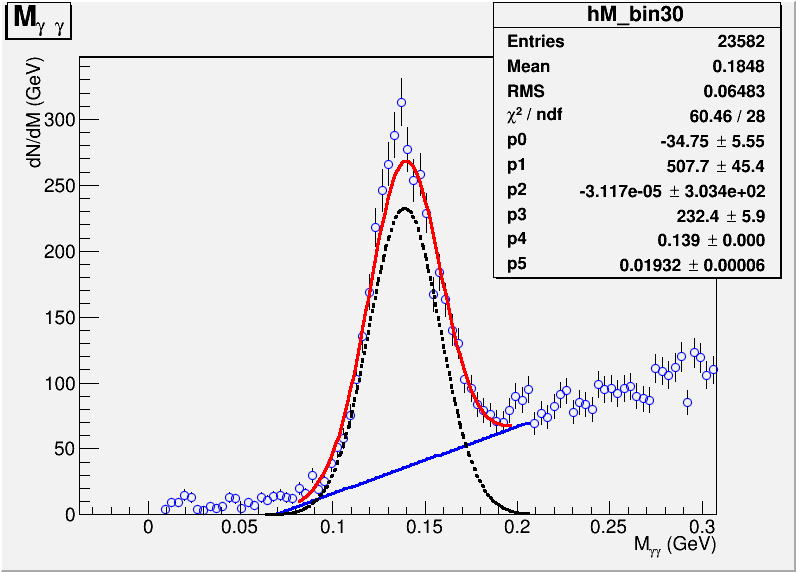 M_γ γ
hM_bin30
Entries 23582
Mean 0.1848
RMS 0.06483
χ² / ndf 60.46 / 28
p0 -34.75 ± 5.55
p1 507.7 ± 45.4
p2 -3.117e-05 ± 3.034e+02
p3 232.4 ± 5.9
p4 0.139 ± 0.000
p5 0.01932 ± 0.00006
dN/dM (GeV)
300
250
200
150
100
50
0
0 0.05 0.1 0.15 0.2 0.25 0.3
M_γγ (GeV)